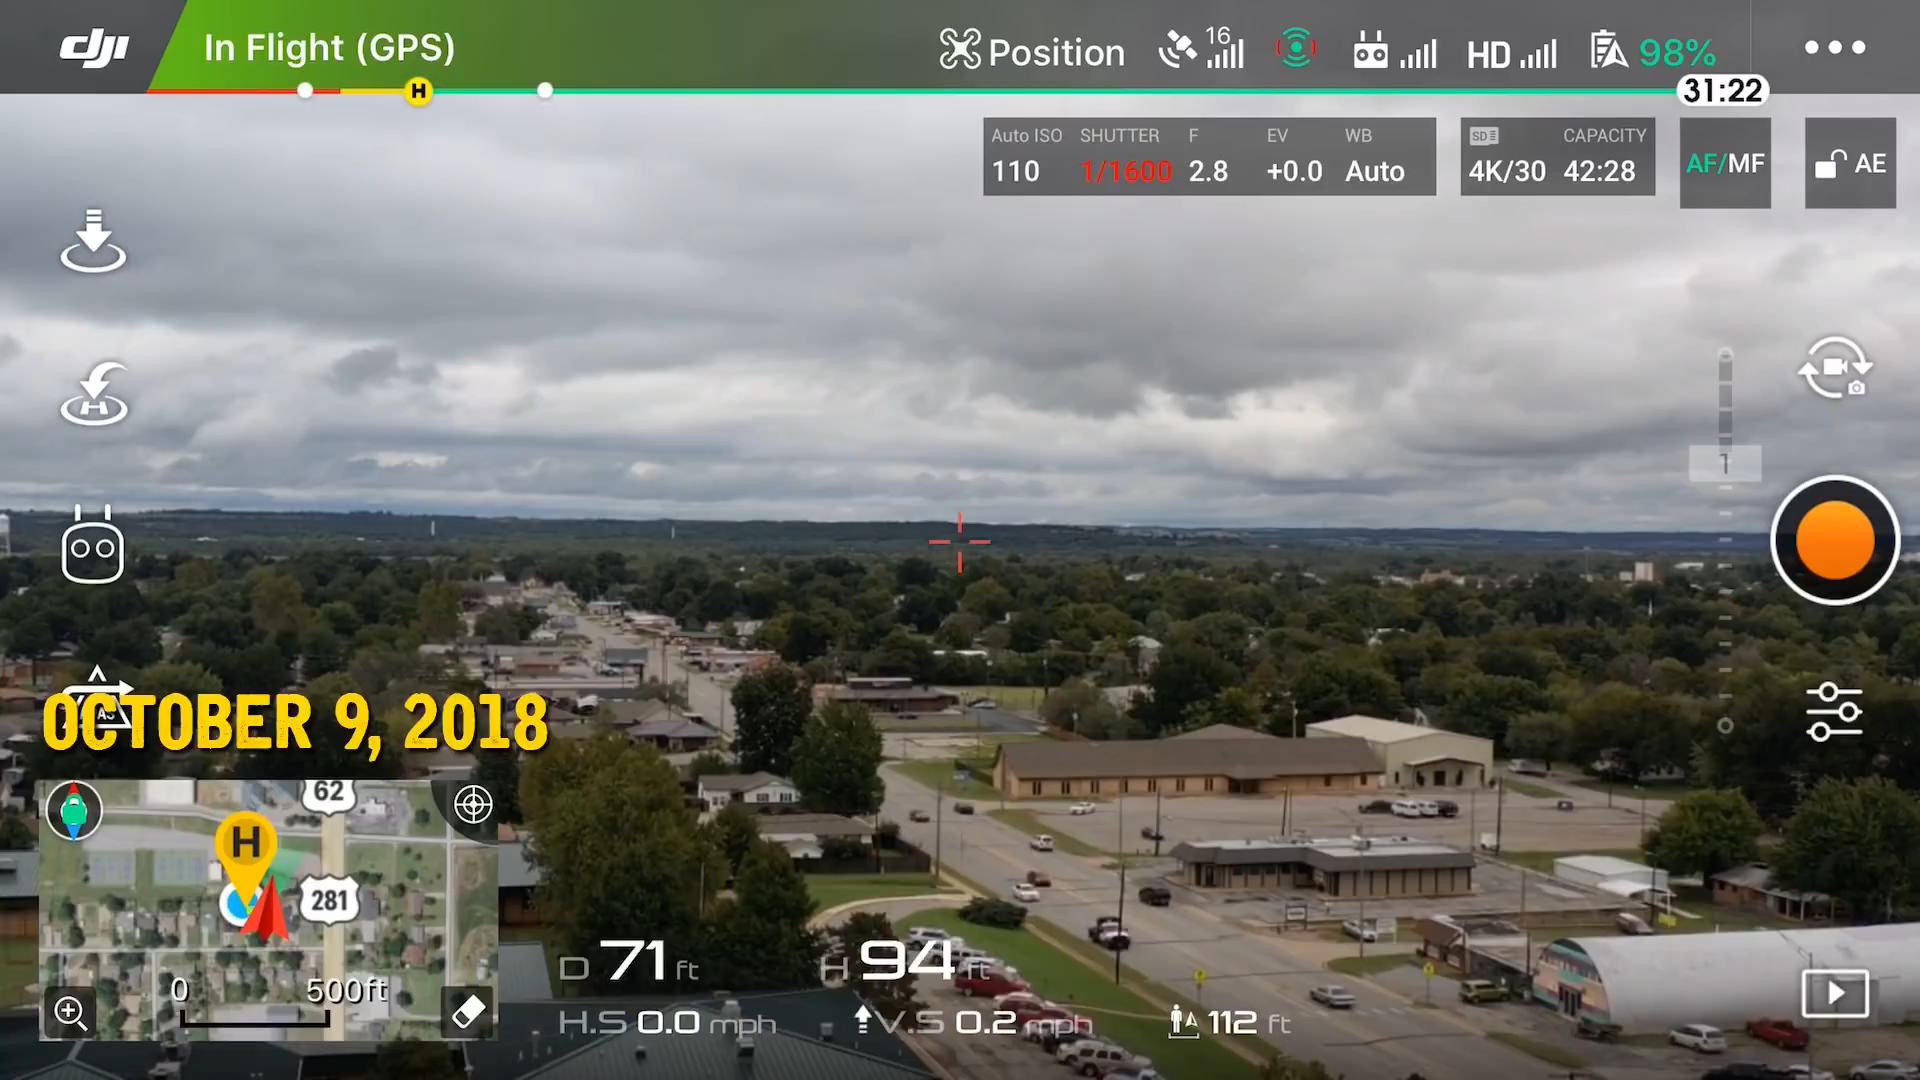 dji In Flight (GPS) Position 16 HD 98%
H 31:22
Auto ISO SHUTTER F EV WB SD CAPACITY
110 1/1600 2.8 +0.0 Auto 4K/30 42:28 AF/MF AE
1
OCTOBER 9, 2018
62
H
281
0 500ft
D 71 ft H 94 ft
H.S 0.0 mph V.S 0.2 mph 112 ft